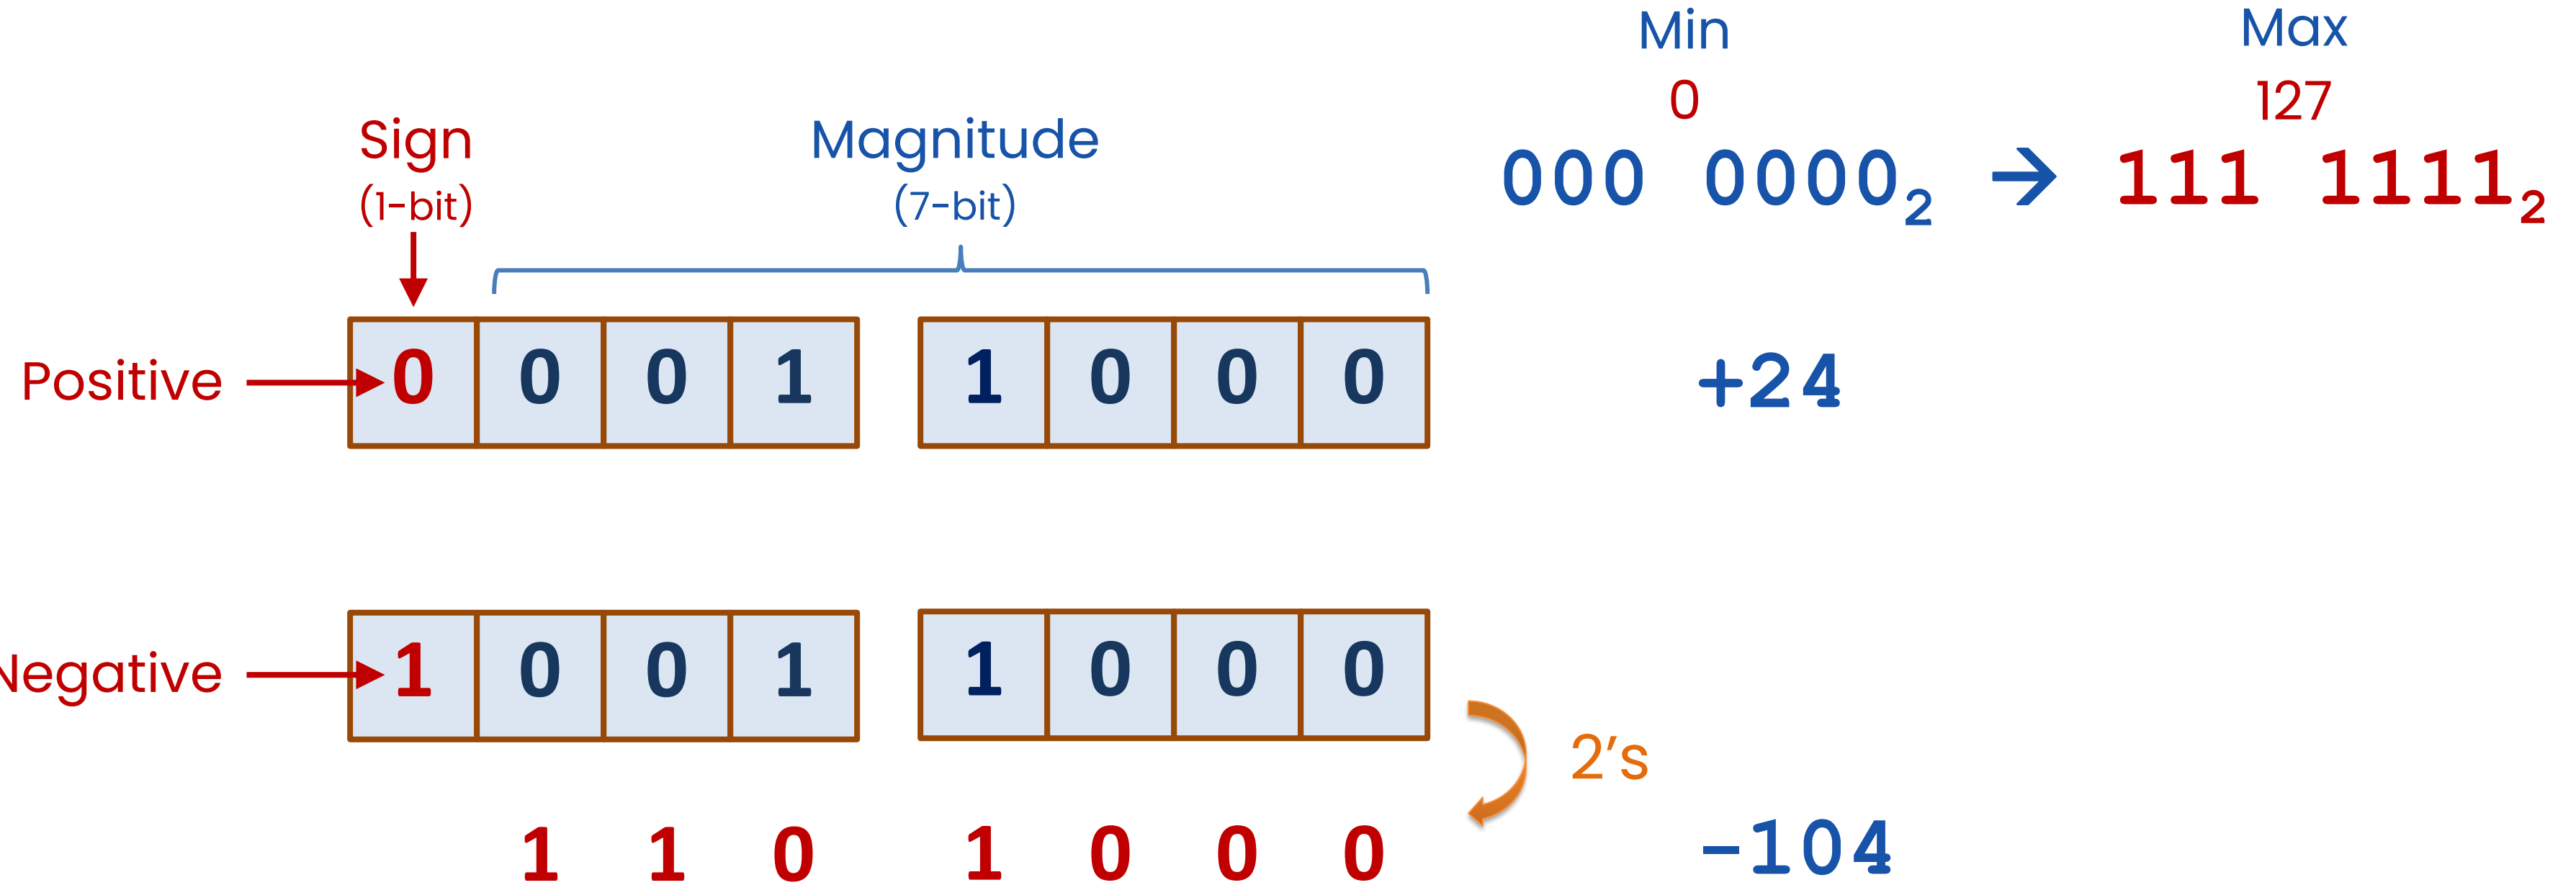 Min Max
0 127
Sign Magnitude
(1-bit) (7-bit)
000 0000₂ → 111 1111₂
Positive 0 0 0 1 1 0 0 0 +24
Negative 1 0 0 1 1 0 0 0
2’s
1 1 0 1 0 0 0 -104